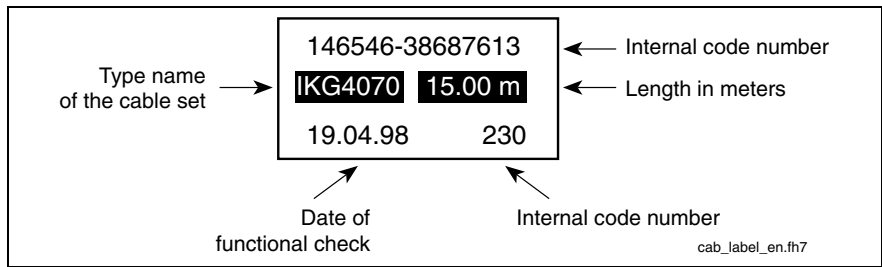 146546-38687613
Internal code number
Type name
of the cable set
IKG4070 15.00 m
Length in meters
19.04.98 230
Date of
functional check
Internal code number
cab_label_en.fh7